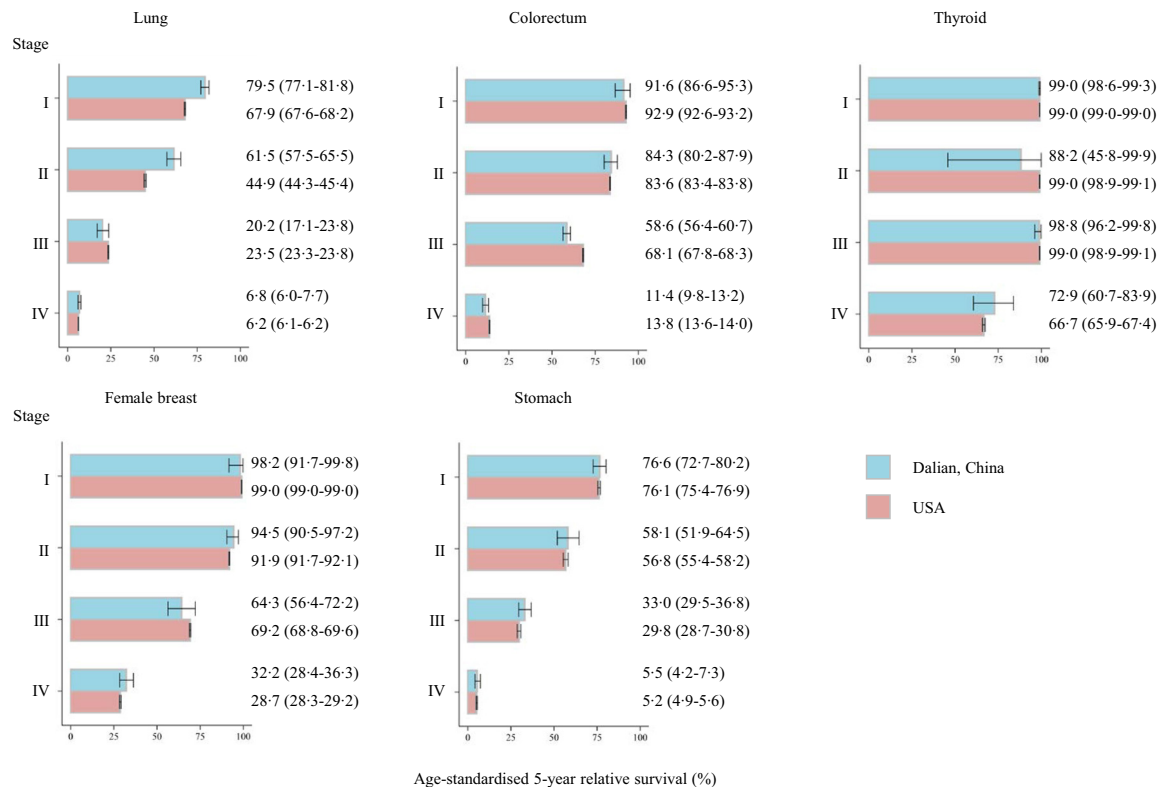 Lung
Stage
I
79.5 (77·1-81·8)
67.9 (67·6-68·2)
II
61.5 (57·5-65·5)
44.9 (44·3-45·4)
III
20.2 (17·1-23·8)
23.5 (23·3-23·8)
IV
6.8 (6·0-7·7)
6.2 (6·1-6·2)
0 25 50 75 100
Colorectum
I
91·6 (86·6-95·3)
92·9 (92·6-93·2)
II
84·3 (80·2-87·9)
83·6 (83·4-83·8)
III
58·6 (56·4-60·7)
68·1 (67·8-68·3)
IV
11·4 (9·8-13·2)
13·8 (13·6-14·0)
0 25 50 75 100
Thyroid
I
99·0 (98·6-99·3)
99·0 (99·0-99·0)
II
88·2 (45·8-99·9)
99·0 (98·9-99·1)
III
98·8 (96·2-99·8)
99·0 (98·9-99·1)
IV
72·9 (60·7-83·9)
66·7 (65·9-67·4)
0 25 50 75 100
Female breast
Stage
I
98·2 (91·7-99·8)
99·0 (99·0-99·0)
II
94·5 (90·5-97·2)
91·9 (91·7-92·1)
III
64·3 (56·4-72·2)
69·2 (68·8-69·6)
IV
32·2 (28·4-36·3)
28·7 (28·3-29·2)
0 25 50 75 100
Stomach
I
76·6 (72·7-80·2)
76·1 (75·4-76·9)
II
58·1 (51·9-64·5)
56·8 (55·4-58·2)
III
33·0 (29·5-36·8)
29·8 (28·7-30·8)
IV
5·5 (4·2-7·3)
5·2 (4·9-5·6)
0 25 50 75 100
Dalian, China
USA
Age-standardised 5-year relative survival (%)